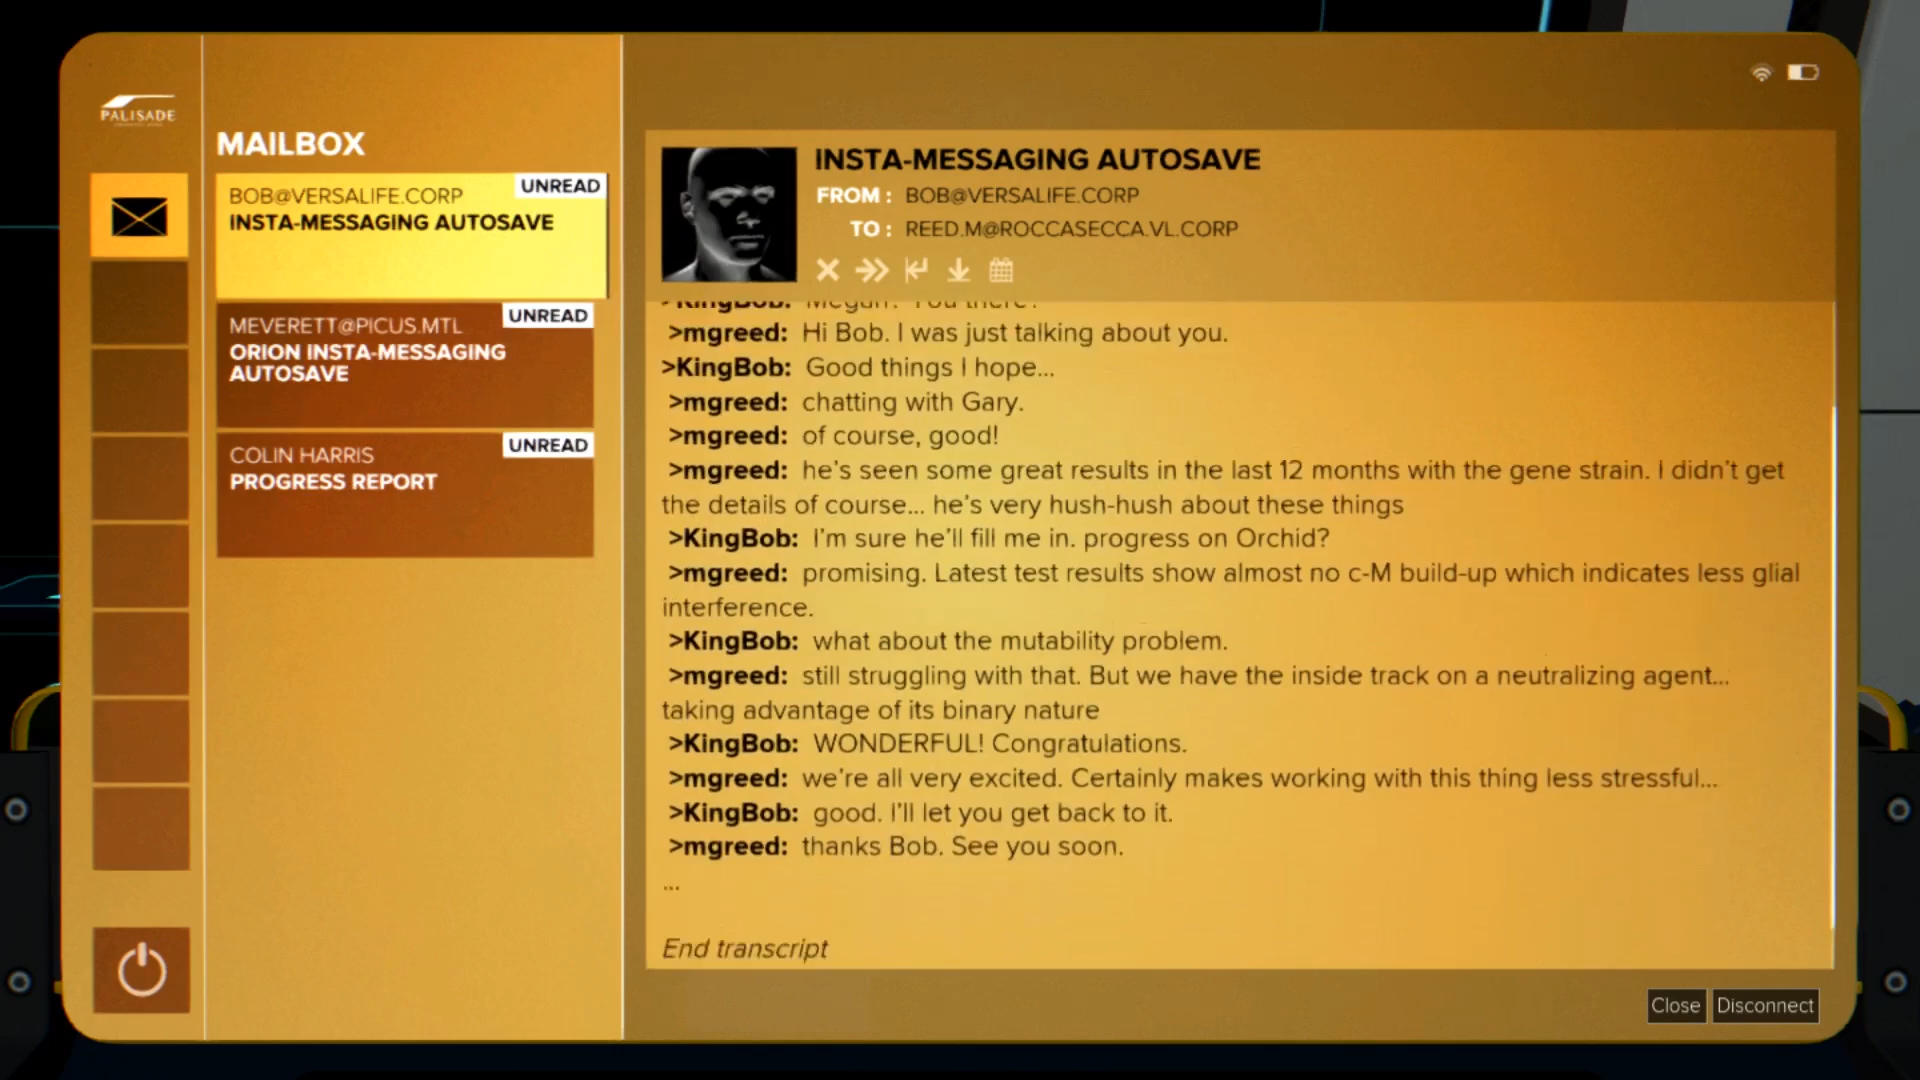 PALISADE
MAILBOX
BOB@VERSALIFE.CORP
UNREAD
INSTA-MESSAGING AUTOSAVE
MEVERETT@PICUS.MTL
UNREAD
ORION INSTA-MESSAGING
AUTOSAVE
COLIN HARRIS
UNREAD
PROGRESS REPORT
INSTA-MESSAGING AUTOSAVE
FROM : BOB@VERSALIFE.CORP
TO : REED.M@ROCCASECCA.VL.CORP
>KingBob: Megan? You there?
>mgreed: Hi Bob. I was just talking about you.
>KingBob: Good things I hope...
>mgreed: chatting with Gary.
>mgreed: of course, good!
>mgreed: he's seen some great results in the last 12 months with the gene strain. I didn't get
the details of course... he's very hush-hush about these things
>KingBob: I'm sure he'll fill me in. progress on Orchid?
>mgreed: promising. Latest test results show almost no c-M build-up which indicates less glial
interference.
>KingBob: what about the mutability problem.
>mgreed: still struggling with that. But we have the inside track on a neutralizing agent...
taking advantage of its binary nature
>KingBob: WONDERFUL! Congratulations.
>mgreed: we're all very excited. Certainly makes working with this thing less stressful...
>KingBob: good. I'll let you get back to it.
>mgreed: thanks Bob. See you soon.
...
End transcript
Close Disconnect